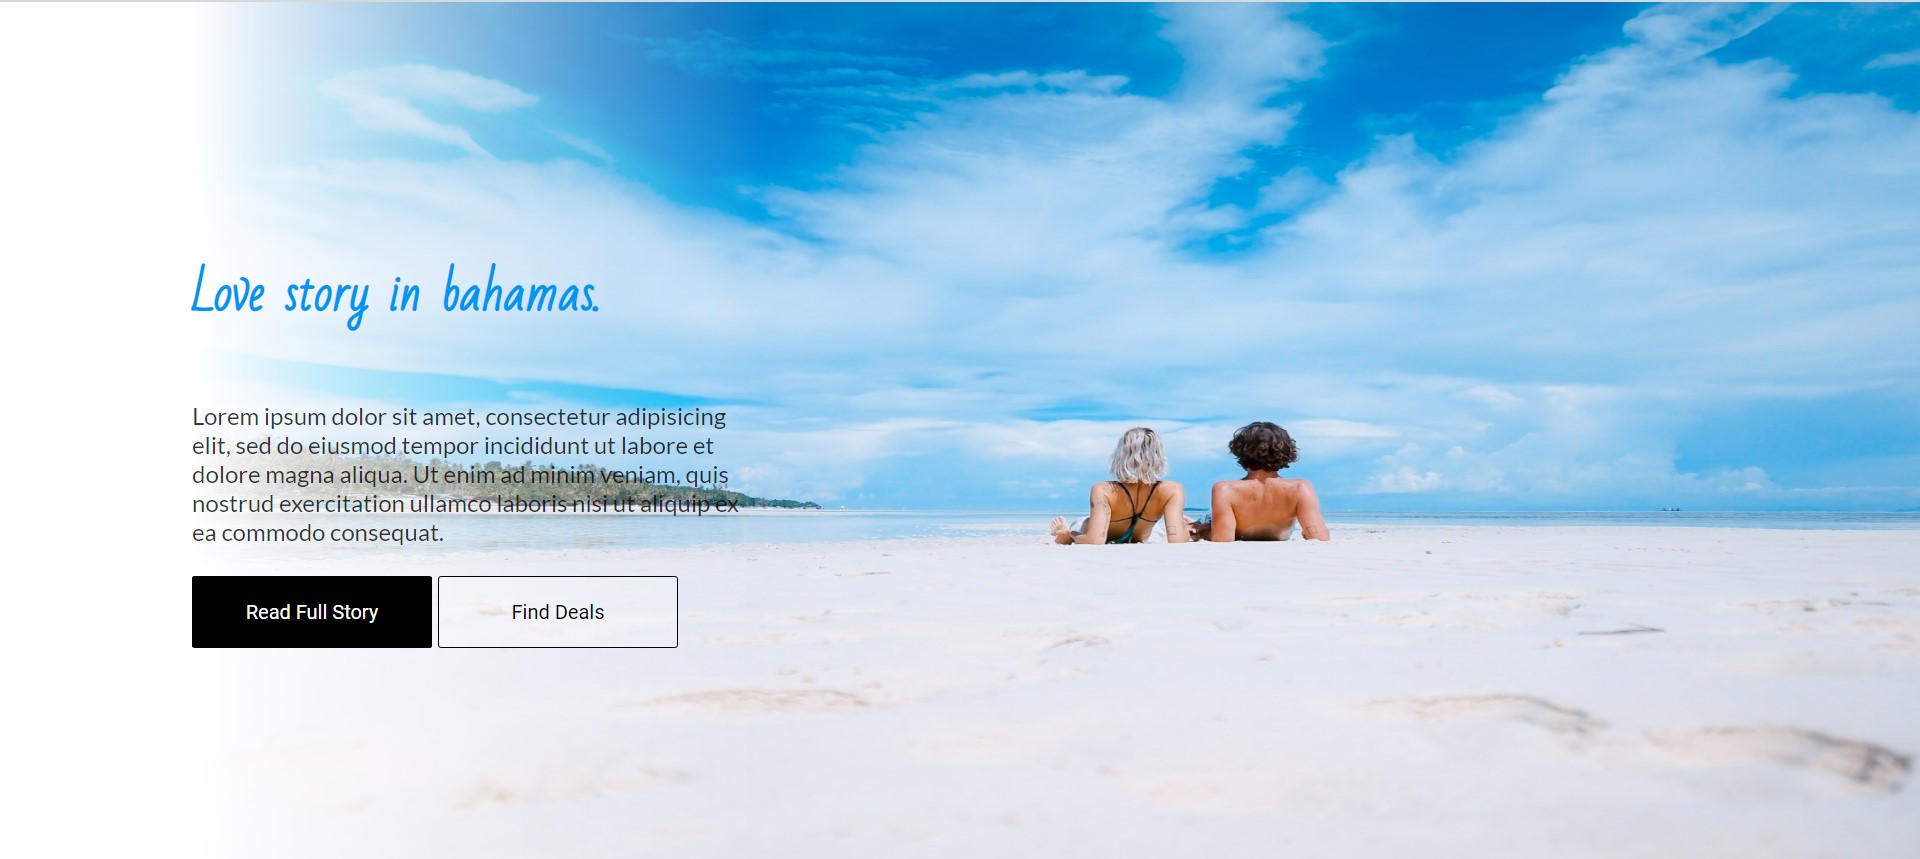 Love story in bahamas.
Lorem ipsum dolor sit amet, consectetur adipisicing
elit, sed do eiusmod tempor incididunt ut labore et
dolore magna aliqua. Ut enim ad minim veniam, quis
nostrud exercitation ullamco laboris nisi ut aliquip ex
ea commodo consequat.
Read Full Story
Find Deals